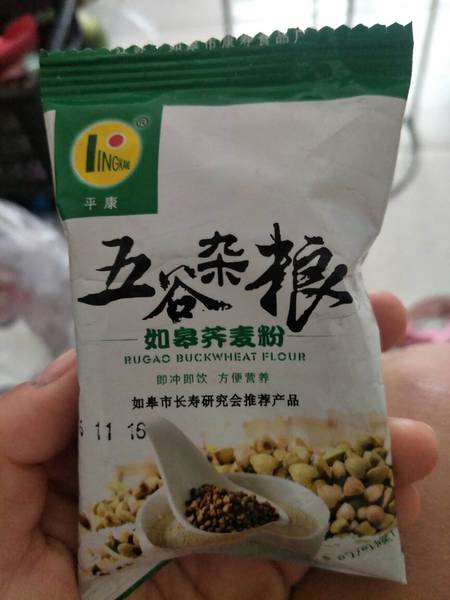 ®
PINGKAN
平康
五谷杂粮
如皋荞麦粉
RUGAO BUCKWHEAT FLOUR
即冲即饮 方便营养
如皋市长寿研究会推荐产品
11 16